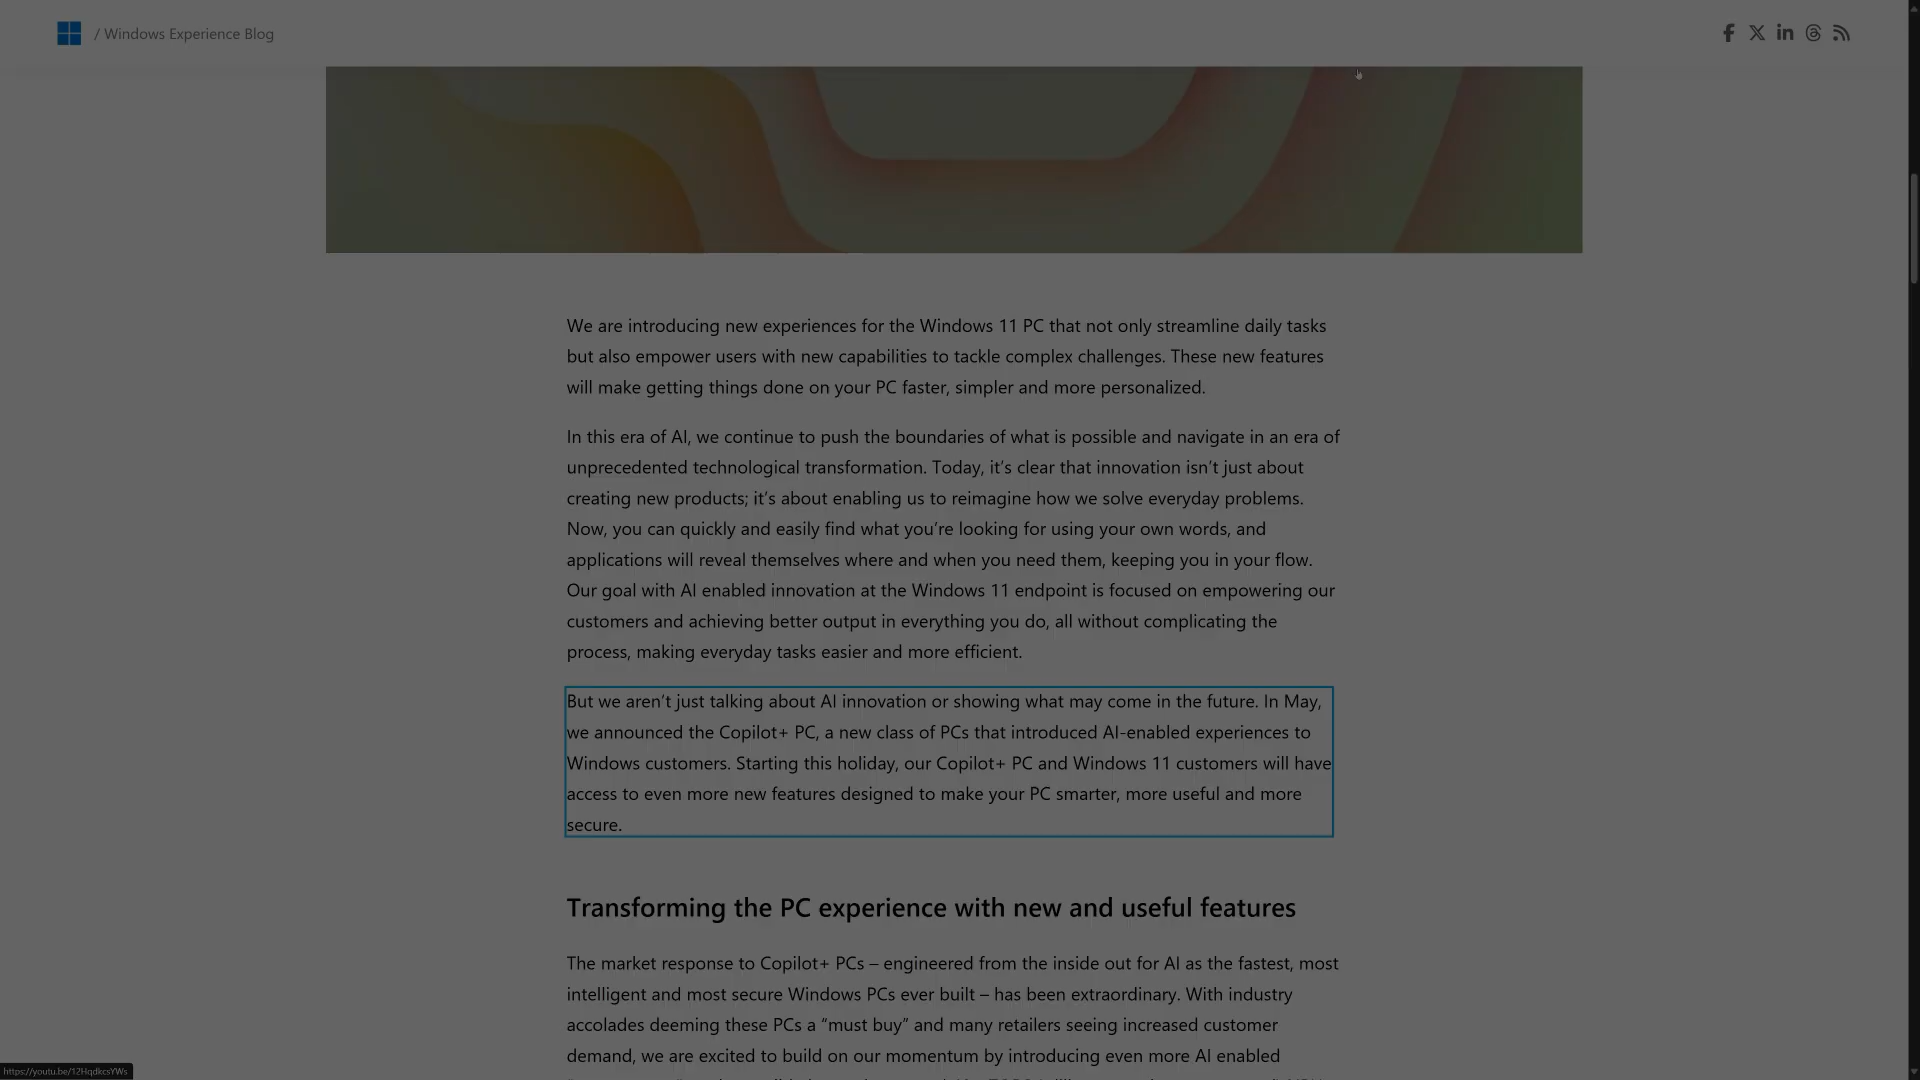 / Windows Experience Blog
We are introducing new experiences for the Windows 11 PC that not only streamline daily tasks
but also empower users with new capabilities to tackle complex challenges. These new features
will make getting things done on your PC faster, simpler and more personalized.
In this era of AI, we continue to push the boundaries of what is possible and navigate in an era of
unprecedented technological transformation. Today, it’s clear that innovation isn’t just about
creating new products; it’s about enabling us to reimagine how we solve everyday problems.
Now, you can quickly and easily find what you’re looking for using your own words, and
applications will reveal themselves where and when you need them, keeping you in your flow.
Our goal with AI enabled innovation at the Windows 11 endpoint is focused on empowering our
customers and achieving better output in everything you do, all without complicating the
process, making everyday tasks easier and more efficient.
But we aren’t just talking about AI innovation or showing what may come in the future. In May,
we announced the Copilot+ PC, a new class of PCs that introduced AI-enabled experiences to
Windows customers. Starting this holiday, our Copilot+ PC and Windows 11 customers will have
access to even more new features designed to make your PC smarter, more useful and more
secure.
Transforming the PC experience with new and useful features
The market response to Copilot+ PCs – engineered from the inside out for AI as the fastest, most
intelligent and most secure Windows PCs ever built – has been extraordinary. With industry
accolades deeming these PCs a “must buy” and many retailers seeing increased customer
demand, we are excited to build on our momentum by introducing even more AI enabled
https://youtu.be/12HqdkcsYWs